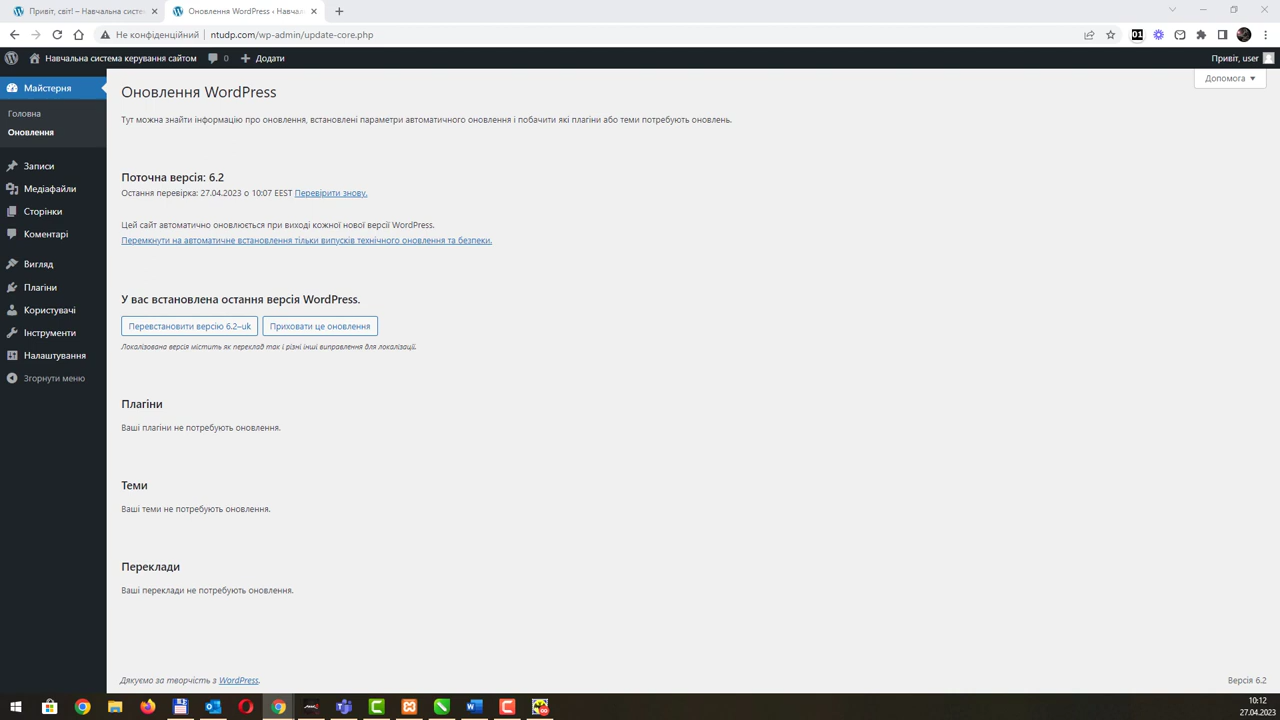 Привіт, світ! – Навчальна систе
Оновлення WordPress ‹ Навчал
Не конфіденційний
ntudp.com/wp-admin/update-core.php
01
Навчальна система керування сайтом
0
Додати
Привіт, user
Майстерня
Головна
Оновлення
Записи
Медіафайли
Сторінки
Коментарі
Вигляд
Плагіни
Користувачі
Інструменти
Налаштування
Згорнути меню
Допомога
Оновлення WordPress
Тут можна знайти інформацію про оновлення, встановлені параметри автоматичного оновлення і побачити які плагіни або теми потребують оновлень.
Поточна версія: 6.2
Остання перевірка: 27.04.2023 о 10:07 EEST Перевірити знову.
Цей сайт автоматично оновлюється при виході кожної нової версії WordPress.
Перемкнути на автоматичне встановлення тільки випусків технічного оновлення та безпеки.
У вас встановлена остання версія WordPress.
Перевстановити версію 6.2–uk
Приховати це оновлення
Локалізована версія містить як переклад так і різні інші виправлення для локалізації.
Плагіни
Ваші плагіни не потребують оновлення.
Теми
Ваші теми не потребують оновлення.
Переклади
Ваші переклади не потребують оновлення.
Дякуємо за творчість з WordPress.
Версія 6.2
10:12
27.04.2023